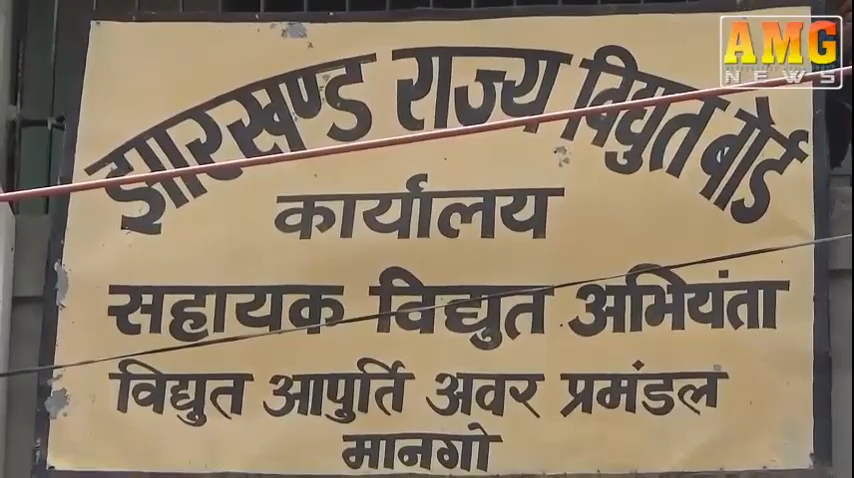 AMG
NEWS
झारखण्ड राज्य विद्युत बोर्ड
कार्यालय
सहायक विद्युत अभियंता
विद्युत आपुर्ति अवर प्रमंडल
मानगो